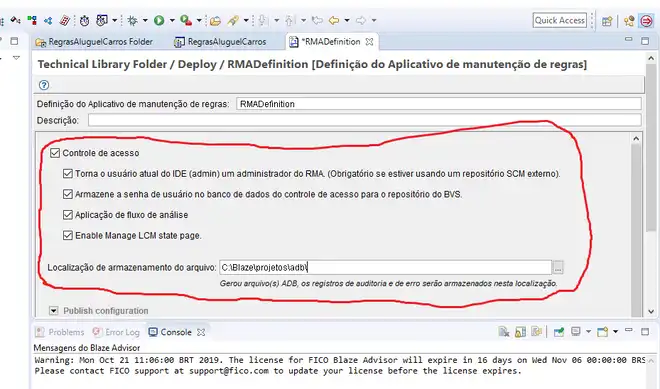 Quick Access
RegrasAluguelCarros Folder
RegrasAluguelCarros
*RMADefinition
Technical Library Folder / Deploy / RMADefinition [Definição do Aplicativo de manutenção de regras]
Definição do Aplicativo de manutenção de regras: RMADefinition
Descrição:
Controle de acesso
Torna o usuário atual do IDE (admin) um administrador do RMA. (Obrigatório se estiver usando um repositório SCM externo).
Armazene a senha de usuário no banco de dados do controle de acesso para o repositório do BVS.
Aplicação de fluxo de análise
Enable Manage LCM state page.
Localização de armazenamento do arquivo: C:\Blaze\projetos\adb\ ...
Gerou arquivo(s) ADB, os registros de auditoria e de erro serão armazenados nesta localização.
Publish configuration
Problems Error Log Console
Mensagens do Blaze Advisor
Warning: Mon Oct 21 11:06:00 BRT 2019. The license for FICO Blaze Advisor will expire in 16 days on Wed Nov 06 00:00:00 BRS
Please contact FICO support at support@fico.com to update your license before the license expires.